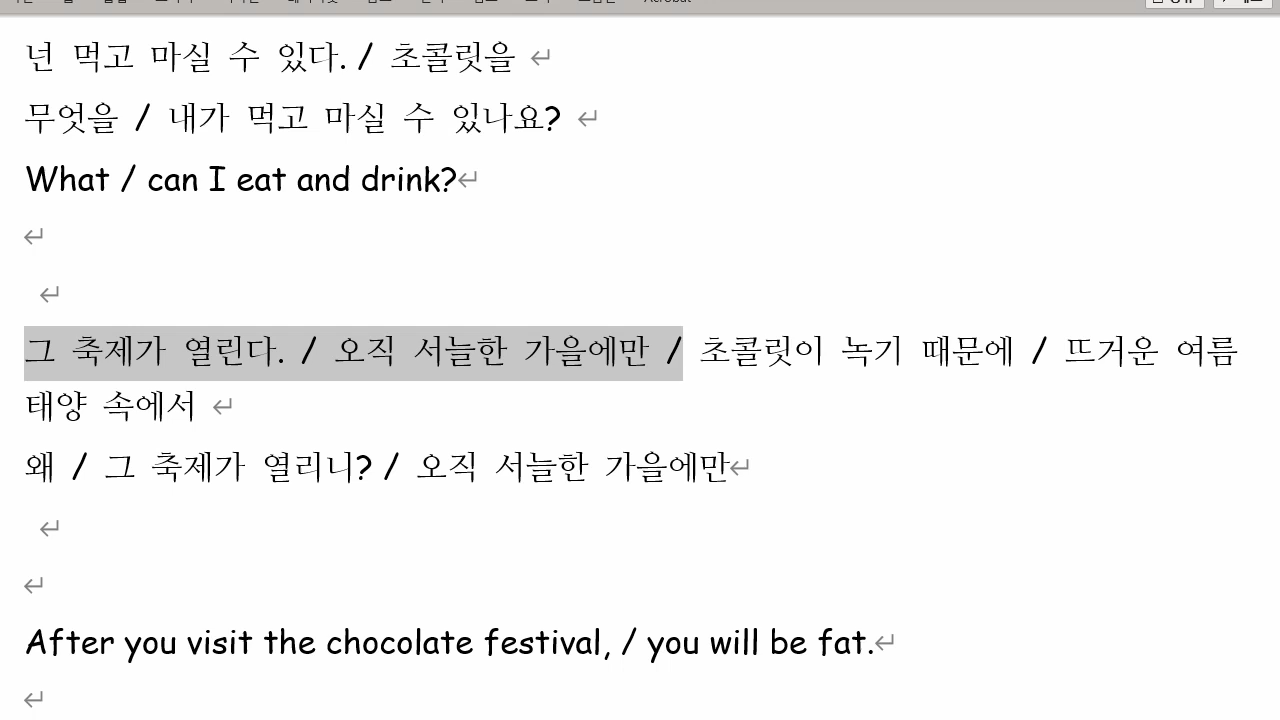 넌 먹고 마실 수 있다. / 초콜릿을
무엇을 / 내가 먹고 마실 수 있나요?
What / can I eat and drink?
그 축제가 열린다. / 오직 서늘한 가을에만 / 초콜릿이 녹기 때문에 / 뜨거운 여름
태양 속에서
왜 / 그 축제가 열리니? / 오직 서늘한 가을에만
After you visit the chocolate festival, / you will be fat.